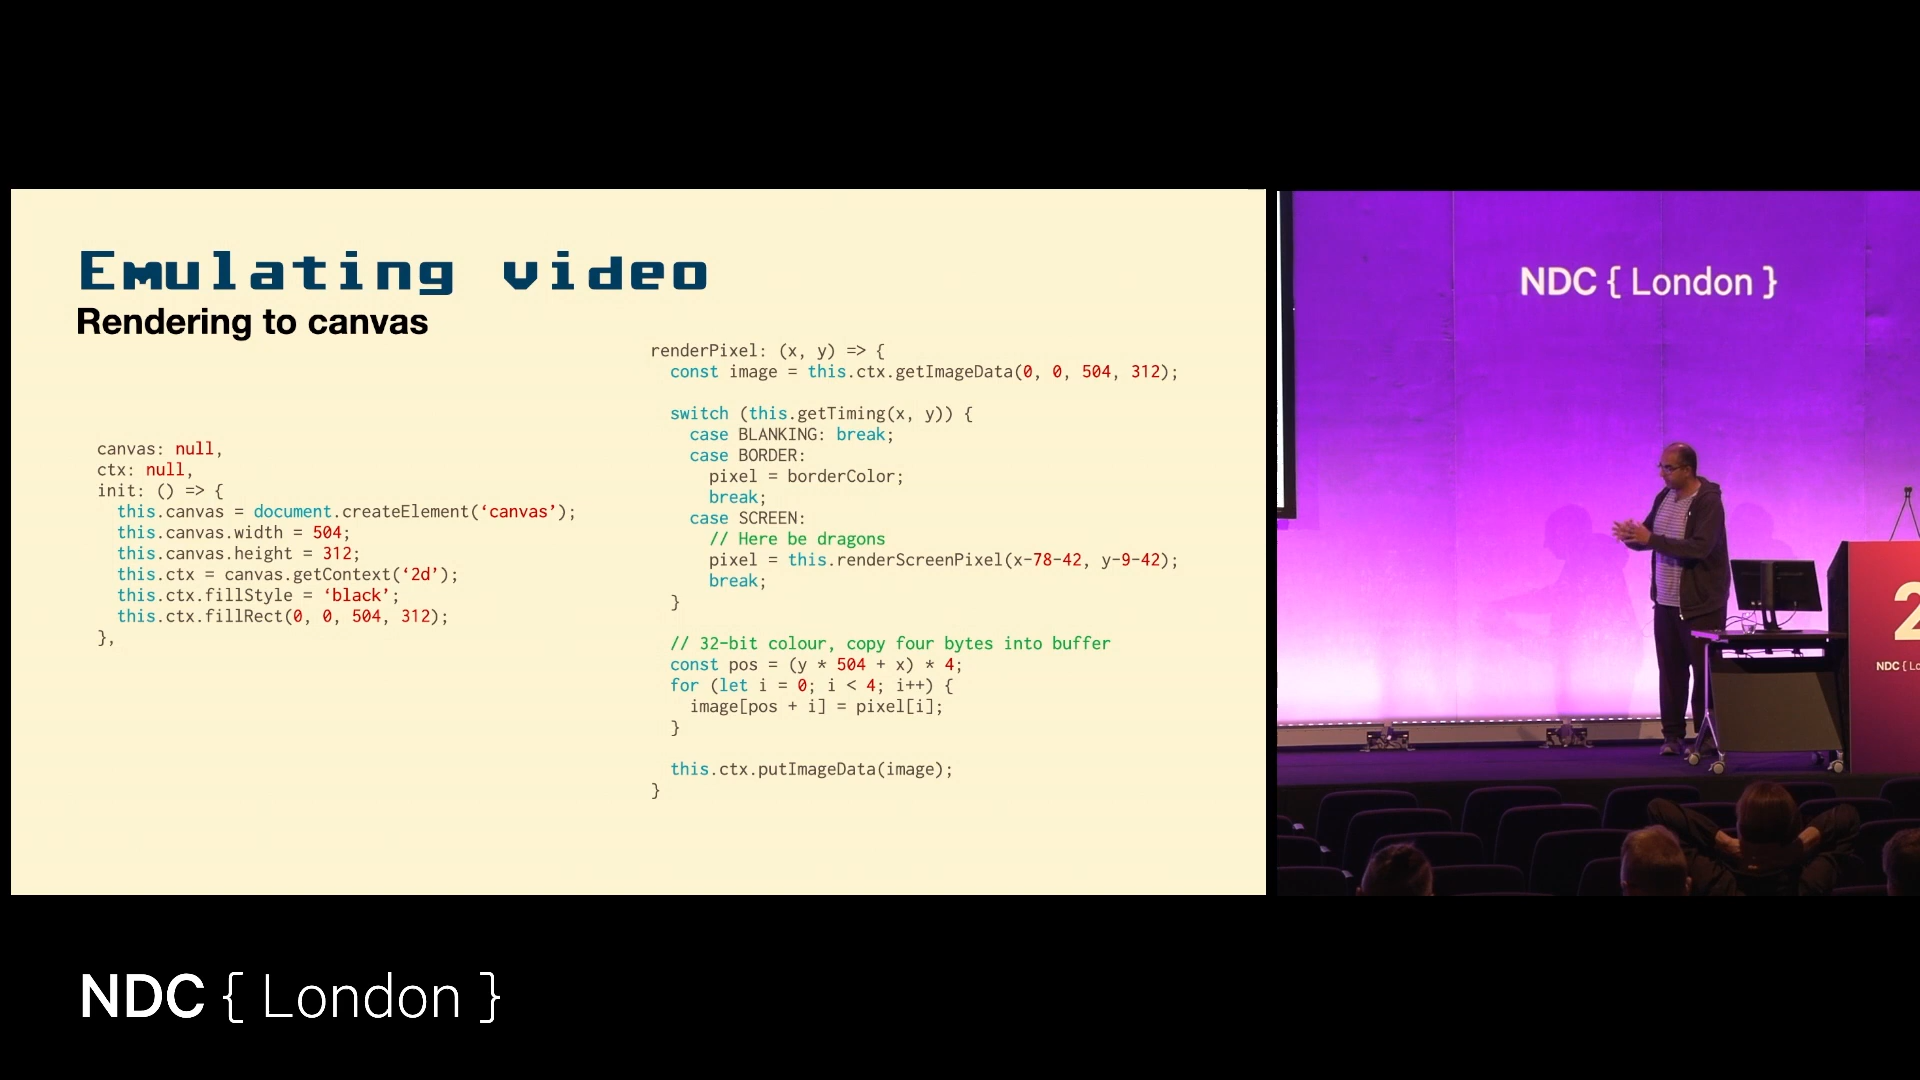 Emulating video
Rendering to canvas
canvas: null,
ctx: null,
init: () => {
  this.canvas = document.createElement(‘canvas’);
  this.canvas.width = 504;
  this.canvas.height = 312;
  this.ctx = canvas.getContext(‘2d’);
  this.ctx.fillStyle = ‘black’;
  this.ctx.fillRect(0, 0, 504, 312);
},
renderPixel: (x, y) => {
  const image = this.ctx.getImageData(0, 0, 504, 312);
  switch (this.getTiming(x, y)) {
    case BLANKING: break;
    case BORDER:
      pixel = borderColor;
      break;
    case SCREEN:
      // Here be dragons
      pixel = this.renderScreenPixel(x-78-42, y-9-42);
      break;
  }
  // 32-bit colour, copy four bytes into buffer
  const pos = (y * 504 + x) * 4;
  for (let i = 0; i < 4; i++) {
    image[pos + i] = pixel[i];
  }
  this.ctx.putImageData(image);
}
NDC { London }
2
NDC { Lo
NDC { London }